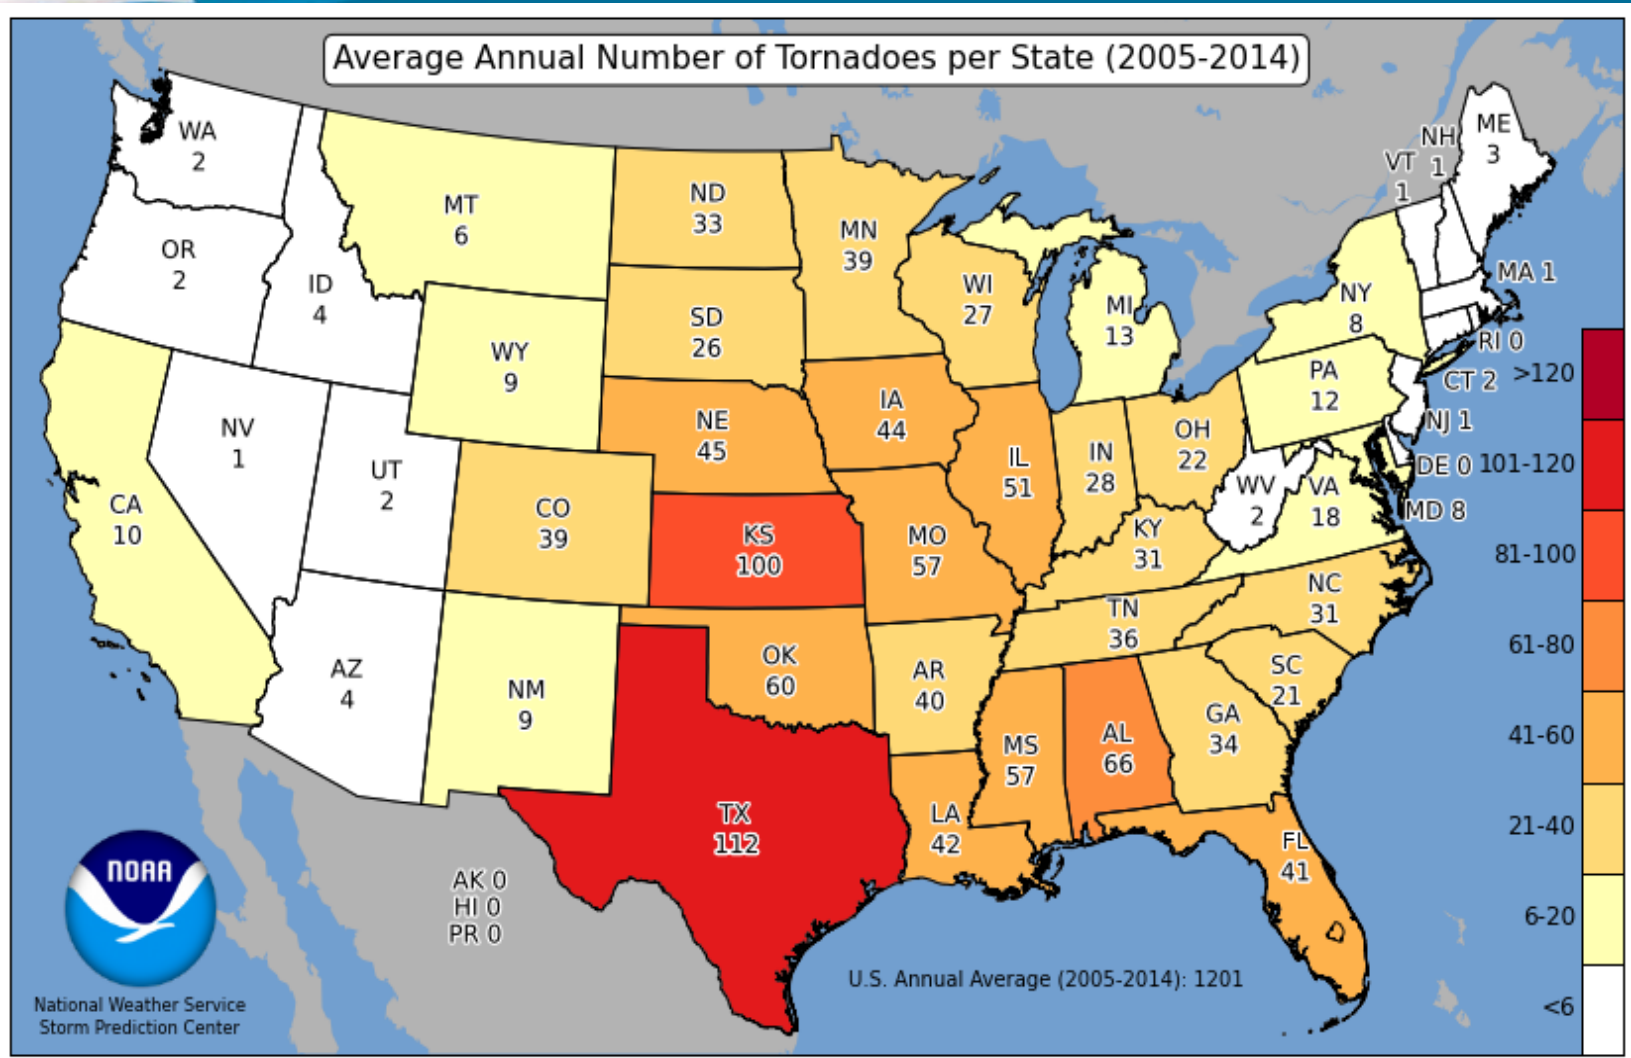 Average Annual Number of Tornadoes per State (2005-2014)
WA
2
OR
2
ID
4
MT
6
WY
9
ND
33
SD
26
NE
45
MN
39
WI
27
MI
13
IA
44
IL
51
IN
28
OH
22
NH
1
VT
1
ME
3
MA 1
NY
8
RI 0
CT 2
PA
12
NJ 1
DE 0
MD 8
WV
2
VA
18
CA
10
NV
1
UT
2
CO
39
KS
100
MO
57
KY
31
NC
31
TN
36
SC
21
AZ
4
NM
9
OK
60
AR
40
TX
112
LA
42
MS
57
AL
66
GA
34
FL
41
AK 0
HI 0
PR 0
>120
101-120
81-100
61-80
41-60
21-40
6-20
<6
U.S. Annual Average (2005-2014): 1201
NOAA
National Weather Service
Storm Prediction Center